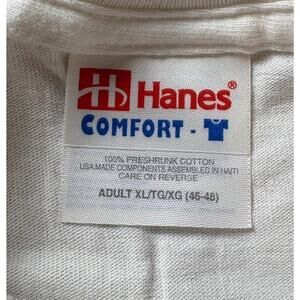 Hanes®
COMFORT -
100% PRESHRUNK COTTON
USA MADE COMPONENTS ASSEMBLED IN HAITI
CARE ON REVERSE
ADULT XL/TG/XG (46-48)